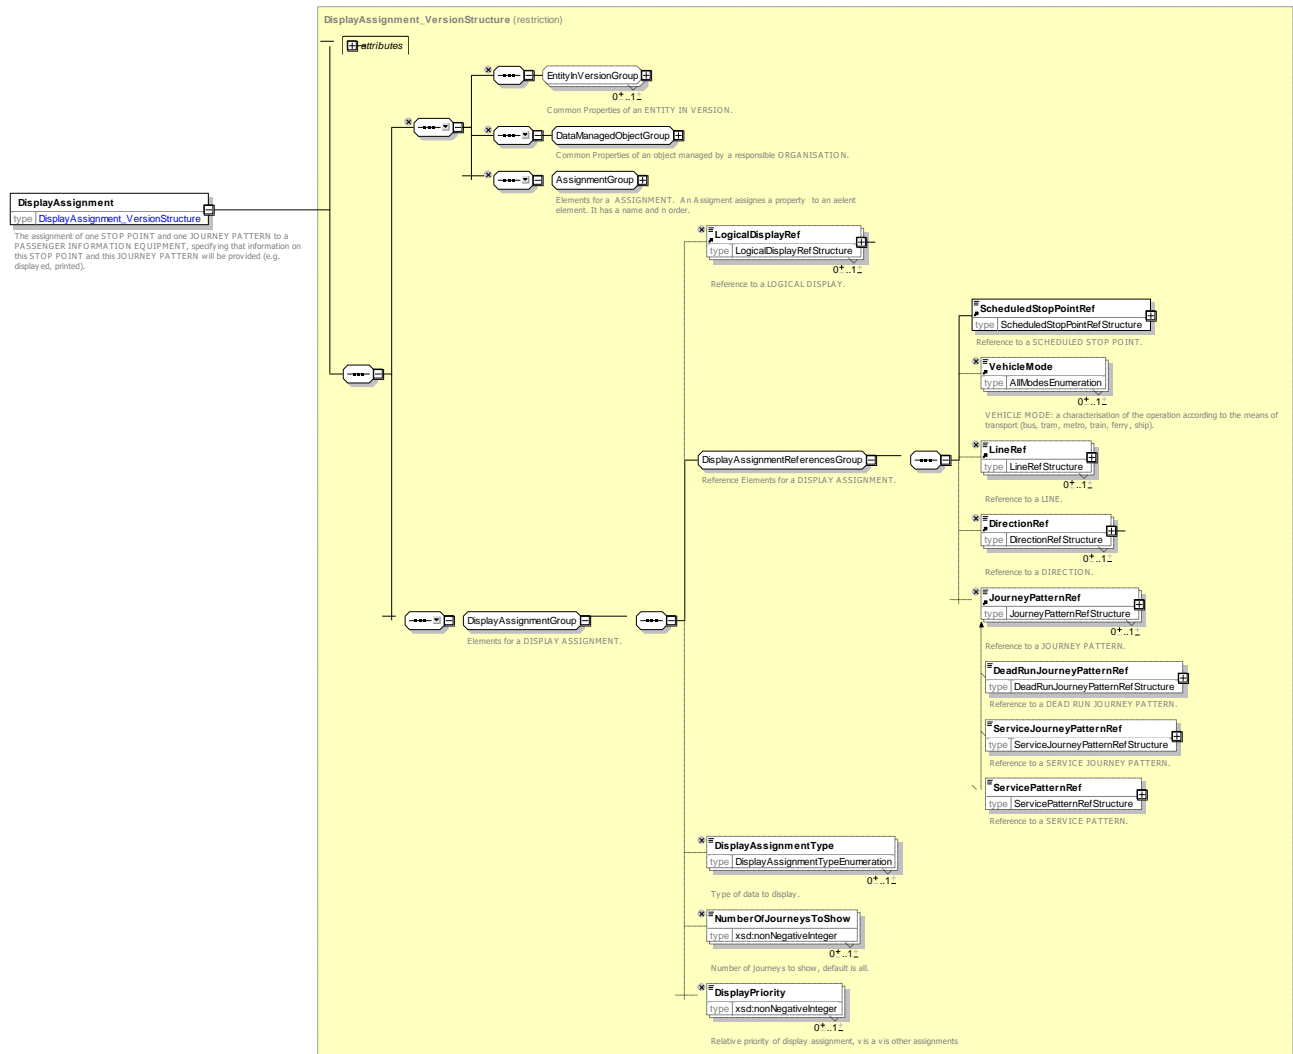 DisplayAssignment_VersionStructure (restriction)
attributes
EntityInVersionGroup
0..1
Common Properties of an ENTITY IN VERSION.
DataManagedObjectGroup
Common Properties of an object managed by a responsible ORGANISATION.
AssignmentGroup
Elements for a ASSIGNMENT. An Assigment assigns a property to an aelent
element. It has a name and n order.
DisplayAssignment
type DisplayAssignment_VersionStructure
The assignment of one STOP POINT and one JOURNEY PATTERN to a
PASSENGER INFORMATION EQUIPMENT, specifying that information on
this STOP POINT and this JOURNEY PATTERN will be provided (e.g.
displayed, printed).
LogicalDisplayRef
type LogicalDisplayRefStructure
0..1
Reference to a LOGICAL DISPLAY.
ScheduledStopPointRef
type ScheduledStopPointRefStructure
Reference to a SCHEDULED STOP POINT.
VehicleMode
type AllModesEnumeration
0..1
VEHICLE MODE: a characterisation of the operation according to the means of
transport (bus, tram, metro, train, ferry, ship).
DisplayAssignmentReferencesGroup
Reference Elements for a DISPLAY ASSIGNMENT.
LineRef
type LineRefStructure
0..1
Reference to a LINE.
DirectionRef
type DirectionRefStructure
0..1
Reference to a DIRECTION.
JourneyPatternRef
type JourneyPatternRefStructure
0..1
Reference to a JOURNEY PATTERN.
DisplayAssignmentGroup
Elements for a DISPLAY ASSIGNMENT.
DeadRunJourneyPatternRef
type DeadRunJourneyPatternRefStructure
Reference to a DEAD RUN JOURNEY PATTERN.
ServiceJourneyPatternRef
type ServiceJourneyPatternRefStructure
Reference to a SERVICE JOURNEY PATTERN.
ServicePatternRef
type ServicePatternRefStructure
Reference to a SERVICE PATTERN.
DisplayAssignmentType
type DisplayAssignmentTypeEnumeration
0..1
Type of data to display.
NumberOfJourneysToShow
type xsd:nonNegativeInteger
0..1
Number of journeys to show, default is all.
DisplayPriority
type xsd:nonNegativeInteger
0..1
Relative priority of display assignment, vis a vis other assignments